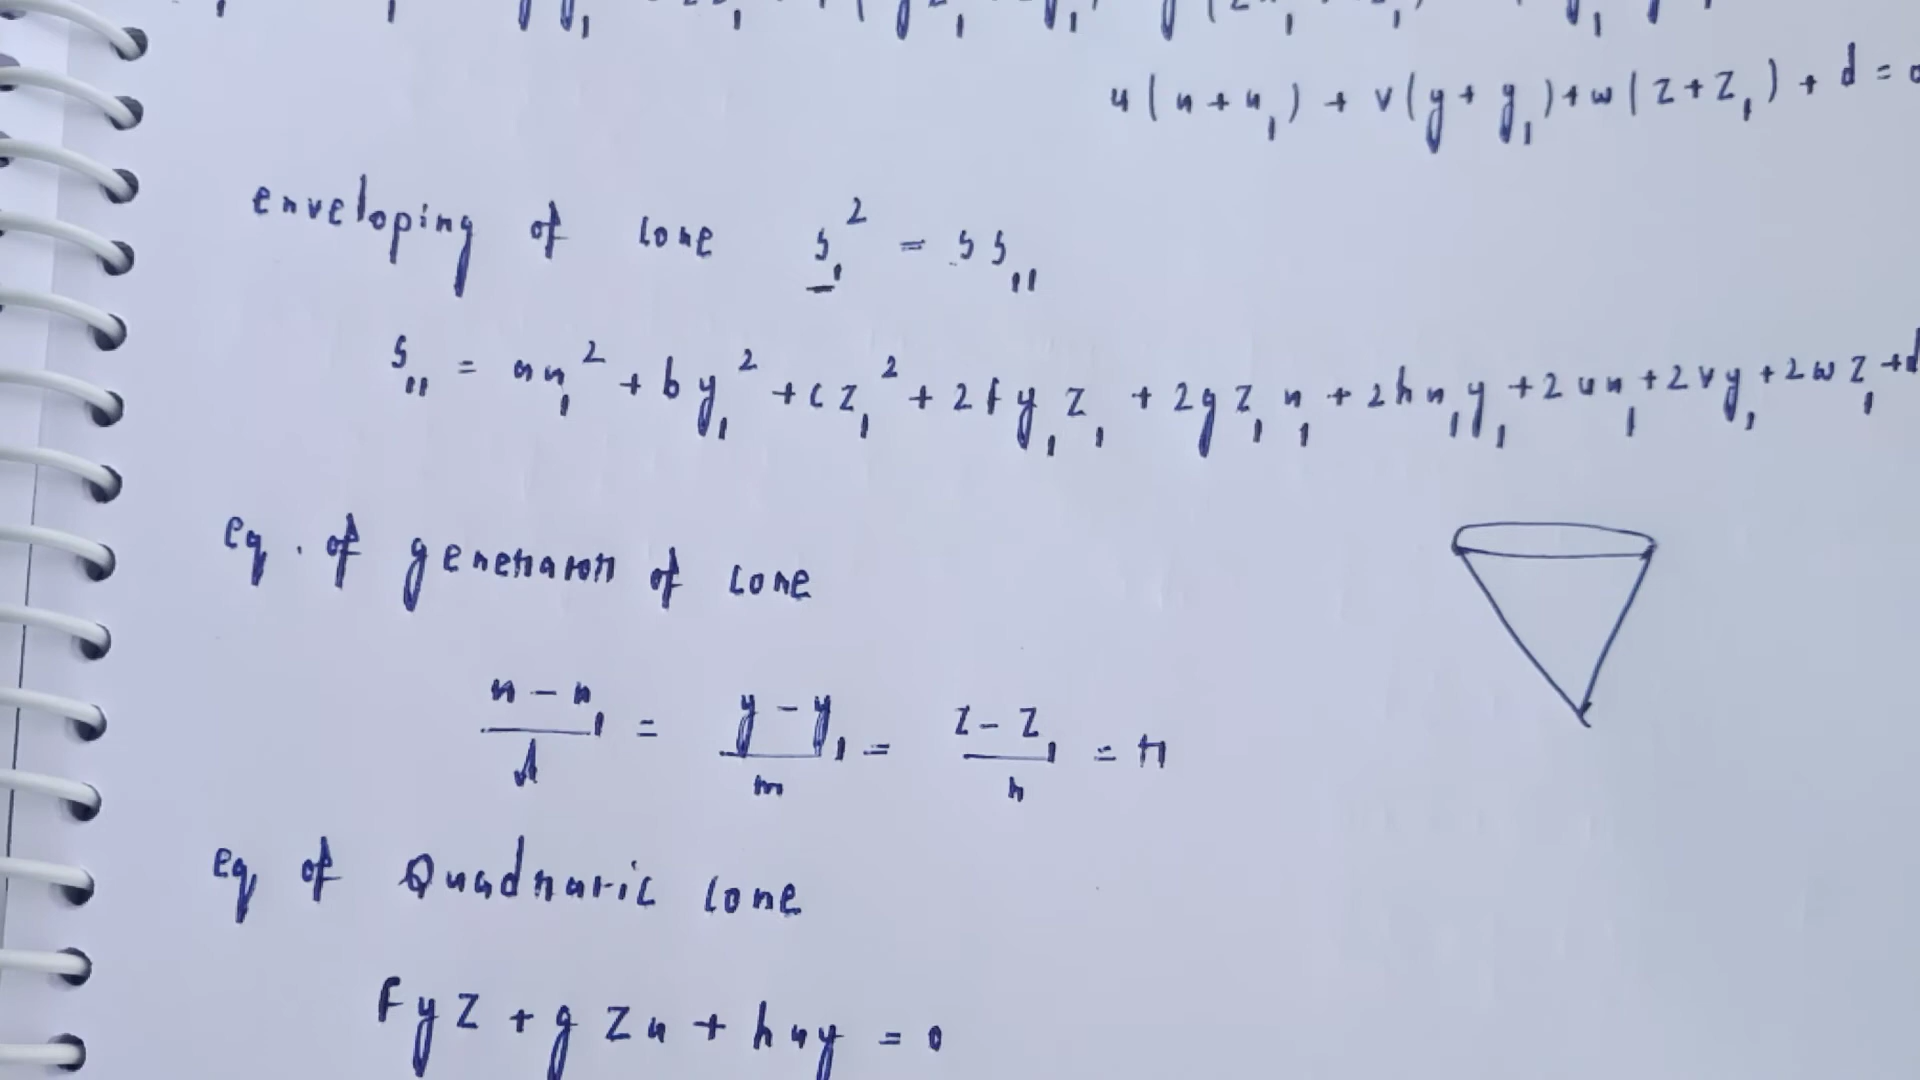 u(x + x₁) + v(y + y₁) + w(z + z₁) + d = 0
enveloping of cone S₁² = SS₁₁
S₁₁ = ax₁² + by₁² + cz₁² + 2fy₁z₁ + 2gz₁x₁ + 2hx₁y₁ + 2ux₁ + 2vy₁ + 2wz₁ + d
eq. of generator of cone
(x - x₁)/l = (y - y₁)/m = (z - z₁)/n = r
eq of Quadratic cone
fyz + gzx + hxy = 0